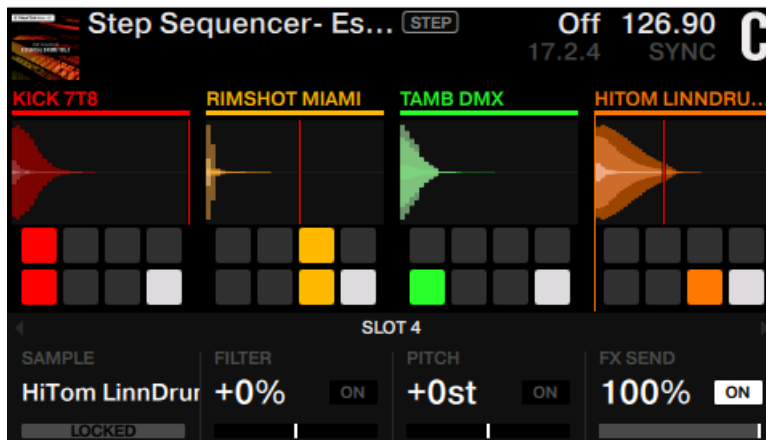 Step Sequencer- Es... STEP Off 126.90 C
17.2.4 SYNC
KICK 7T8 RIMSHOT MIAMI TAMB DMX HITOM LINNDRU...
SLOT 4
SAMPLE FILTER PITCH FX SEND
HiTom LinnDrur +0% ON +0st ON 100% ON
LOCKED